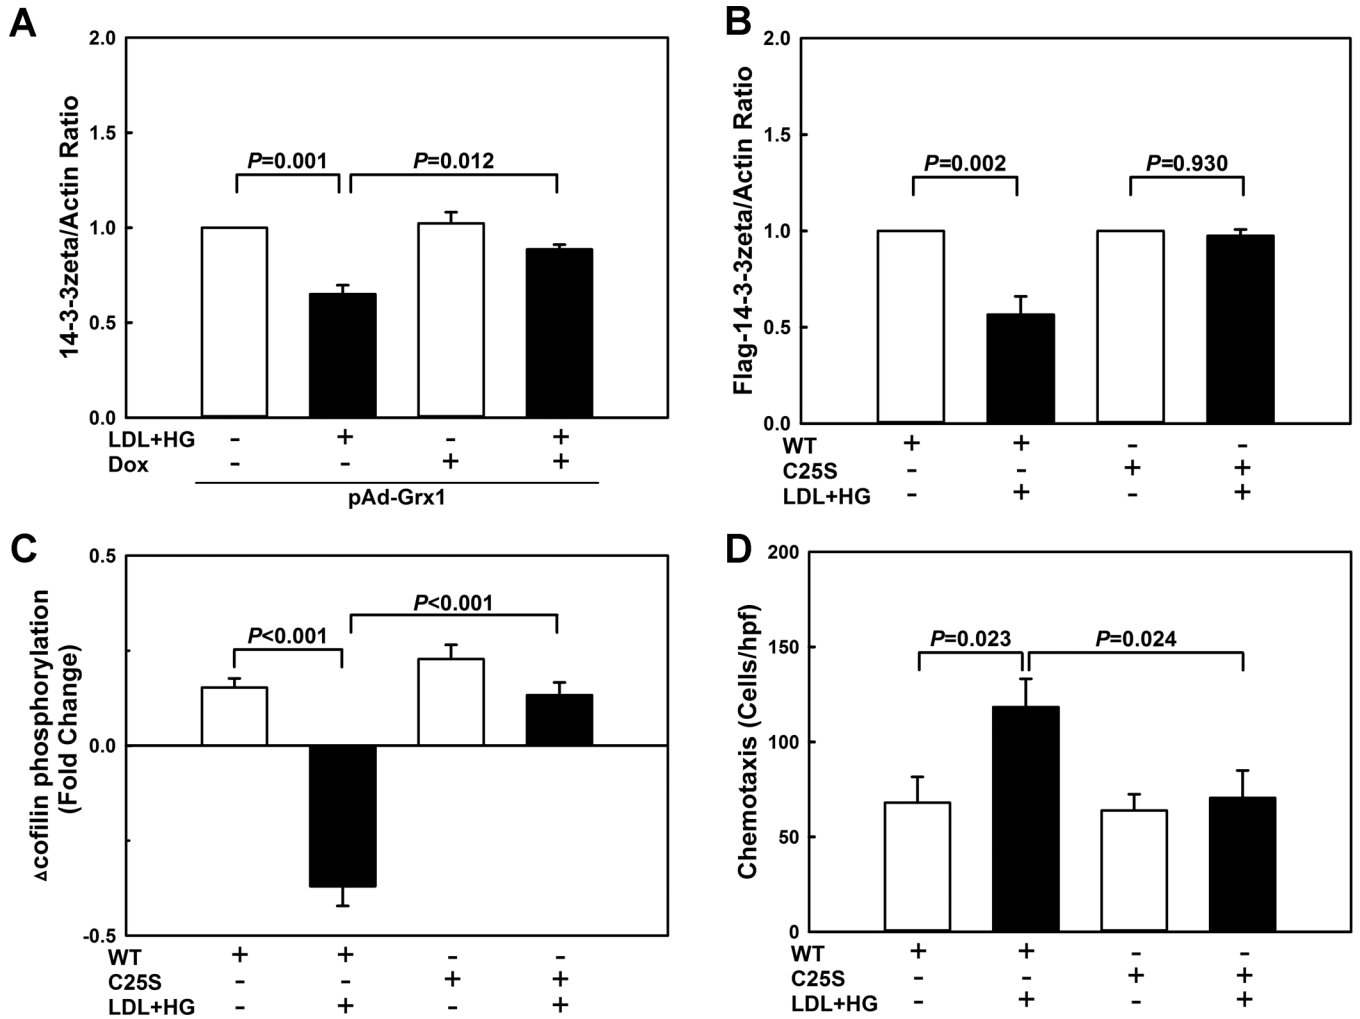 A
2.0
1.5
1.0
0.5
0.0
14-3-3zeta/Actin Ratio
P=0.001
P=0.012
LDL+HG - + - +
Dox - - + +
pAd-Grx1
B
2.0
1.5
1.0
0.5
0.0
Flag-14-3-3zeta/Actin Ratio
P=0.002
P=0.930
WT + + - -
C25S - - + +
LDL+HG - + - +
C
0.5
0.0
-0.5
Δcofilin phosphorylation
(Fold Change)
P<0.001
P<0.001
WT + + - -
C25S - - + +
LDL+HG - + - +
D
200
150
100
50
0
Chemotaxis (Cells/hpf)
P=0.023
P=0.024
WT + + - -
C25S - - + +
LDL+HG - + - +